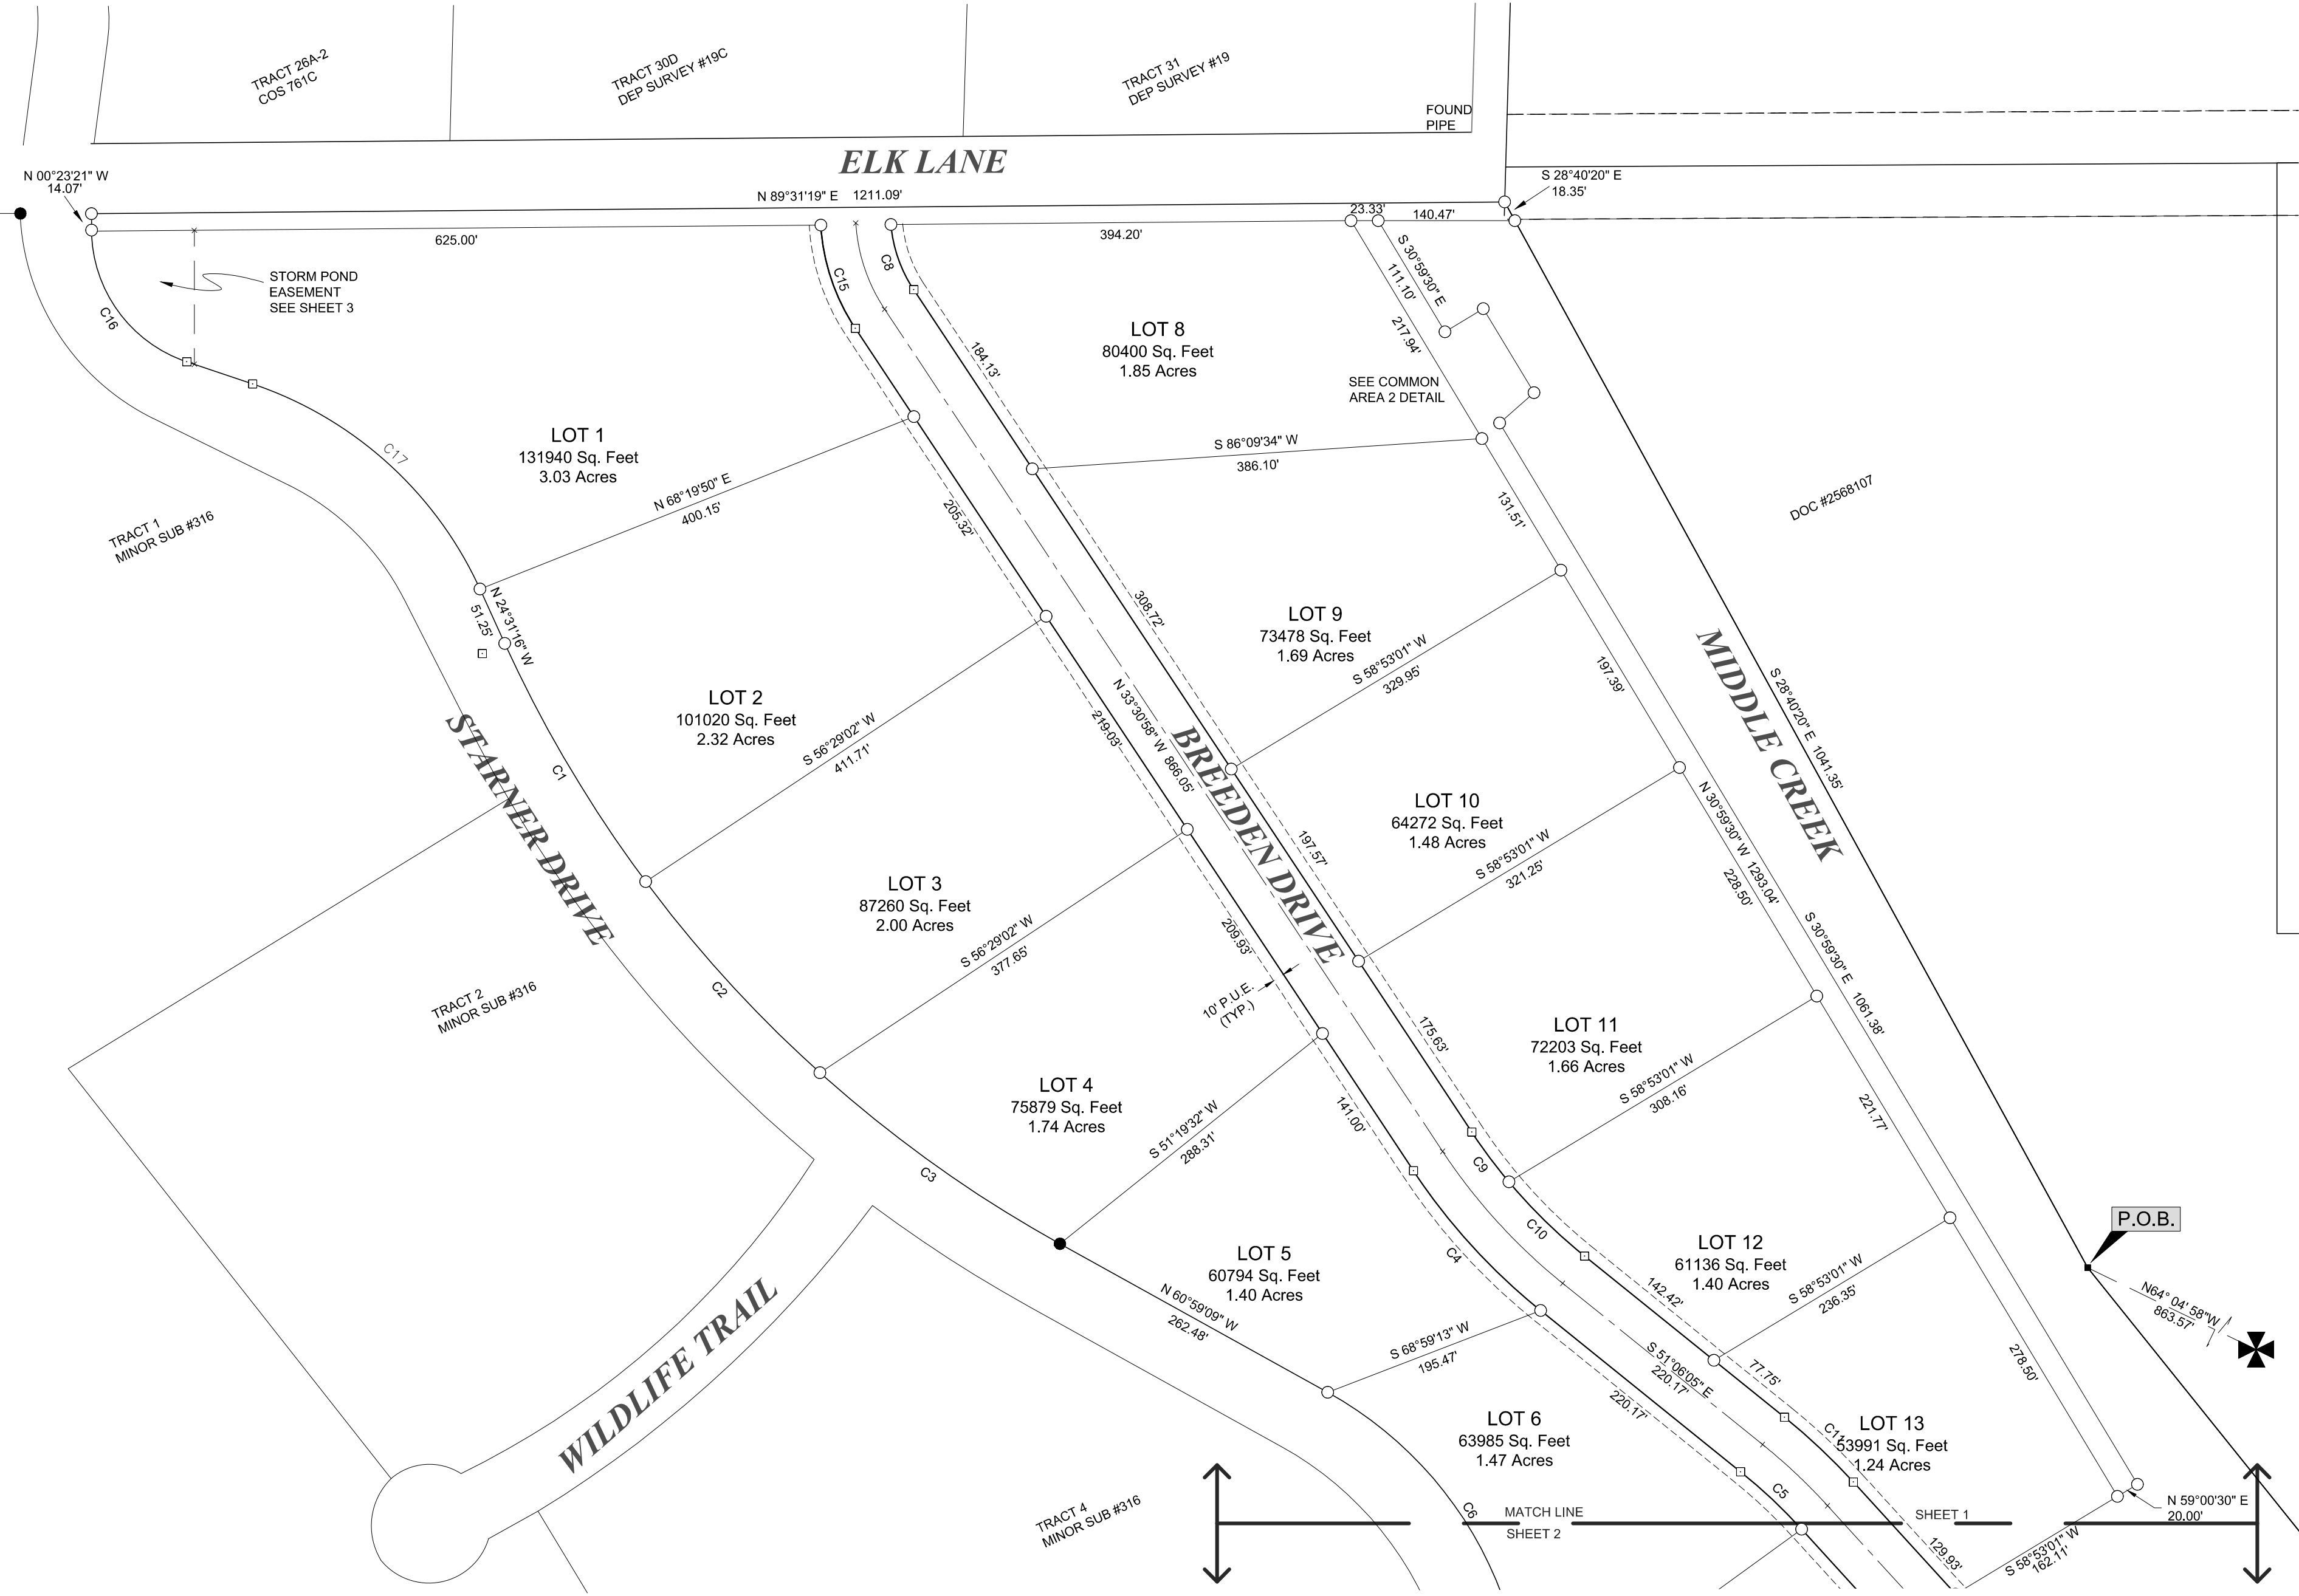 TRACT 26A-2
COS 761C
TRACT 30D
DEP SURVEY #19C
TRACT 31
DEP SURVEY #19
FOUND
PIPE
ELK LANE
N 00°23'21" W
14.07'
S 28°40'20" E
18.35'
N 89°31'19" E 1211.09'
23.33'
140.47'
625.00'
394.20'
STORM POND
EASEMENT
SEE SHEET 3
C16
C15
C8
S 30°59'30" E
111.10'
217.94'
184.13'
LOT 8
80400 Sq. Feet
1.85 Acres
SEE COMMON
AREA 2 DETAIL
C17
LOT 1
131940 Sq. Feet
3.03 Acres
S 86°09'34" W
386.10'
N 68°19'50" E
400.15'
205.32'
131.51'
DOC #2568107
TRACT 1
MINOR SUB #316
N 24°31'16" W
51.25'
308.72'
LOT 9
73478 Sq. Feet
1.69 Acres
S 58°53'01" W
329.95'
197.39'
MIDDLE CREEK
S 28°40'20" E 1041.35'
LOT 2
101020 Sq. Feet
2.32 Acres
S 56°29'02" W
411.71'
219.03'
N 33°30'58" W 866.05'
BREEDEN DRIVE
STARNER DRIVE
C1
LOT 10
64272 Sq. Feet
1.48 Acres
197.57'
S 58°53'01" W
321.25'
N 30°59'30" W 1293.04'
228.50'
LOT 3
87260 Sq. Feet
2.00 Acres
S 56°29'02" W
377.65'
209.93'
10' P.U.E.
(TYP.)
S 30°59'30" E 1061.38'
C2
TRACT 2
MINOR SUB #316
175.63'
LOT 11
72203 Sq. Feet
1.66 Acres
S 58°53'01" W
308.16'
221.77'
LOT 4
75879 Sq. Feet
1.74 Acres
S 51°19'32" W
288.31'
141.00'
C3
C9
C10
C4
P.O.B.
LOT 5
60794 Sq. Feet
1.40 Acres
N 60°59'09" W
262.48'
LOT 12
61136 Sq. Feet
1.40 Acres
142.42'
S 58°53'01" W
236.35'
N64° 04' 58"W
863.57'
WILDLIFE TRAIL
S 68°59'13" W
195.47'
S 51°06'05" E
220.17'
220.17'
77.75'
278.50'
LOT 6
63985 Sq. Feet
1.47 Acres
C11
LOT 13
53991 Sq. Feet
1.24 Acres
C5
C6
TRACT 4
MINOR SUB #316
MATCH LINE
SHEET 1
SHEET 2
N 59°00'30" E
20.00'
129.93'
S 58°53'01" W
162.11'